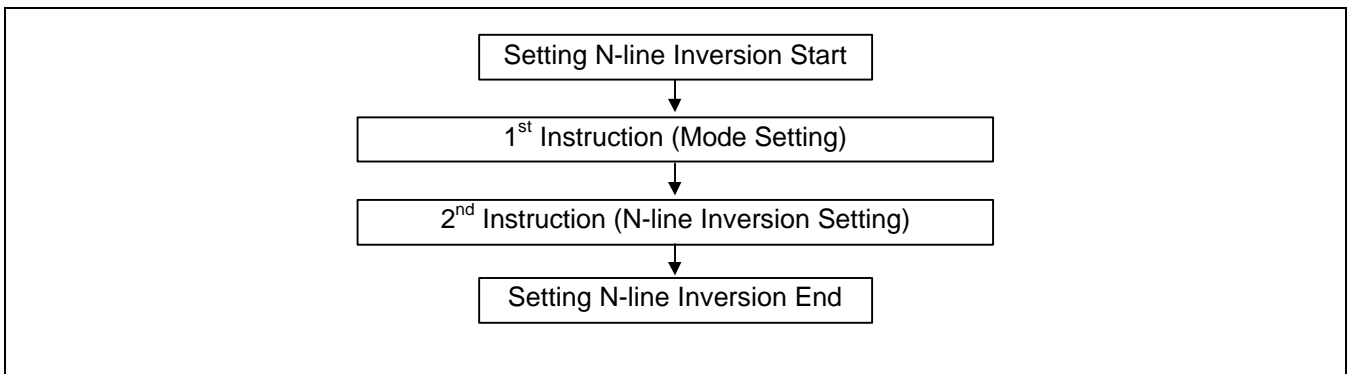 Setting N-line Inversion Start
1st Instruction (Mode Setting)
2nd Instruction (N-line Inversion Setting)
Setting N-line Inversion End